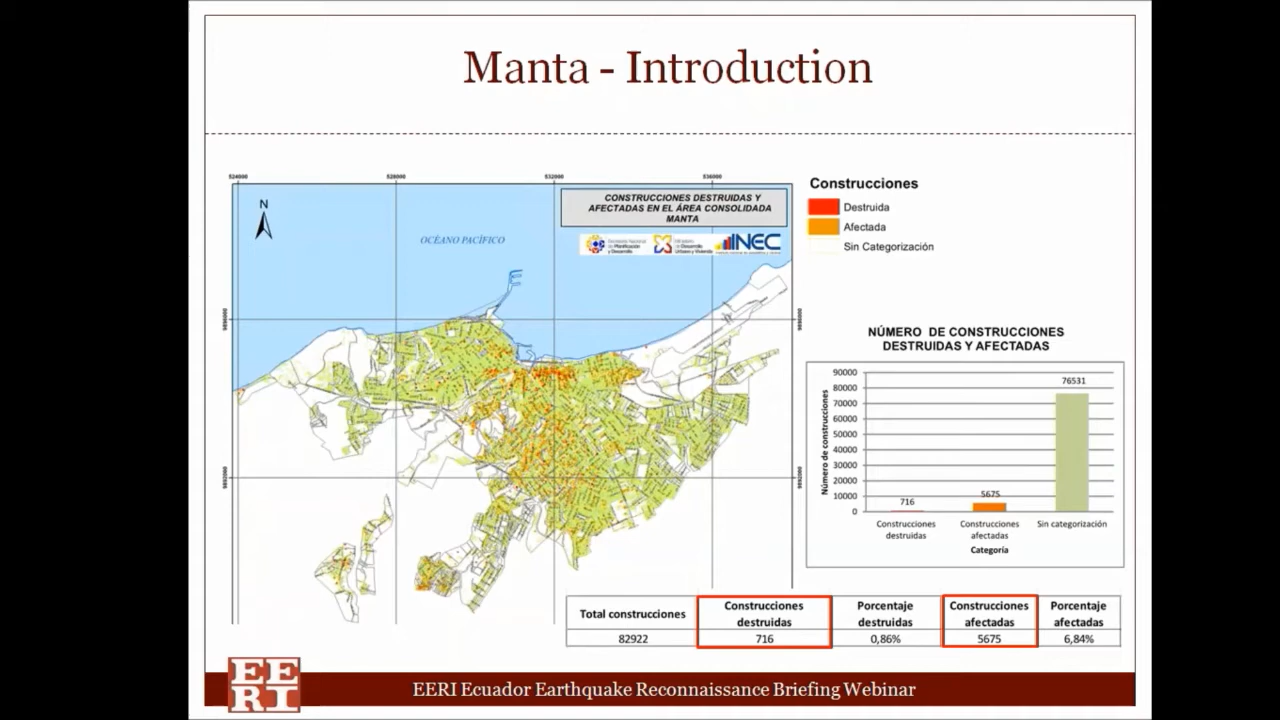 Manta - Introduction
524000
528000
532000
536000
N
OCÉANO PACÍFICO
CONSTRUCCIONES DESTRUIDAS Y
AFECTADAS EN EL ÁREA CONSOLIDADA
MANTA
INEC
Construcciones
Destruida
Afectada
Sin Categorización
NÚMERO DE CONSTRUCCIONES
DESTRUIDAS Y AFECTADAS
Número de construcciones
90000
80000
70000
60000
50000
40000
30000
20000
10000
0
716
5675
76531
Construcciones
destruidas
Construcciones
afectadas
Sin categorización
Categoría
Total construcciones
Construcciones
destruidas
Porcentaje
destruidas
Construcciones
afectadas
Porcentaje
afectadas
82922
716
0,86%
5675
6,84%
EERI
EERI Ecuador Earthquake Reconnaissance Briefing Webinar